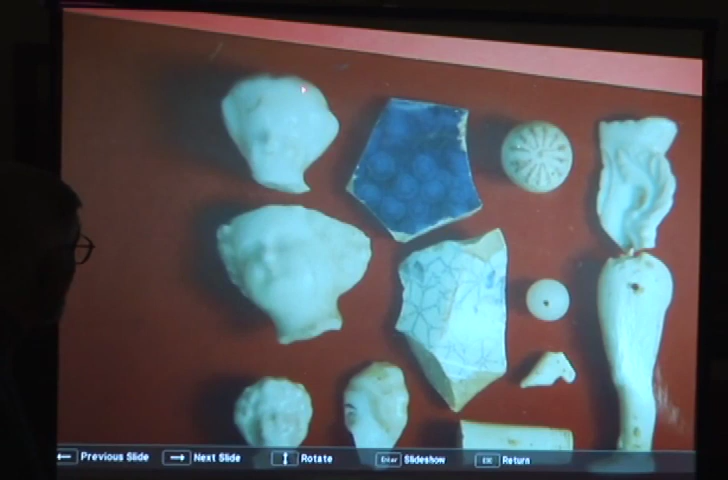 ← Previous Slide → Next Slide ↕ Rotate Enter Slideshow ESC Return